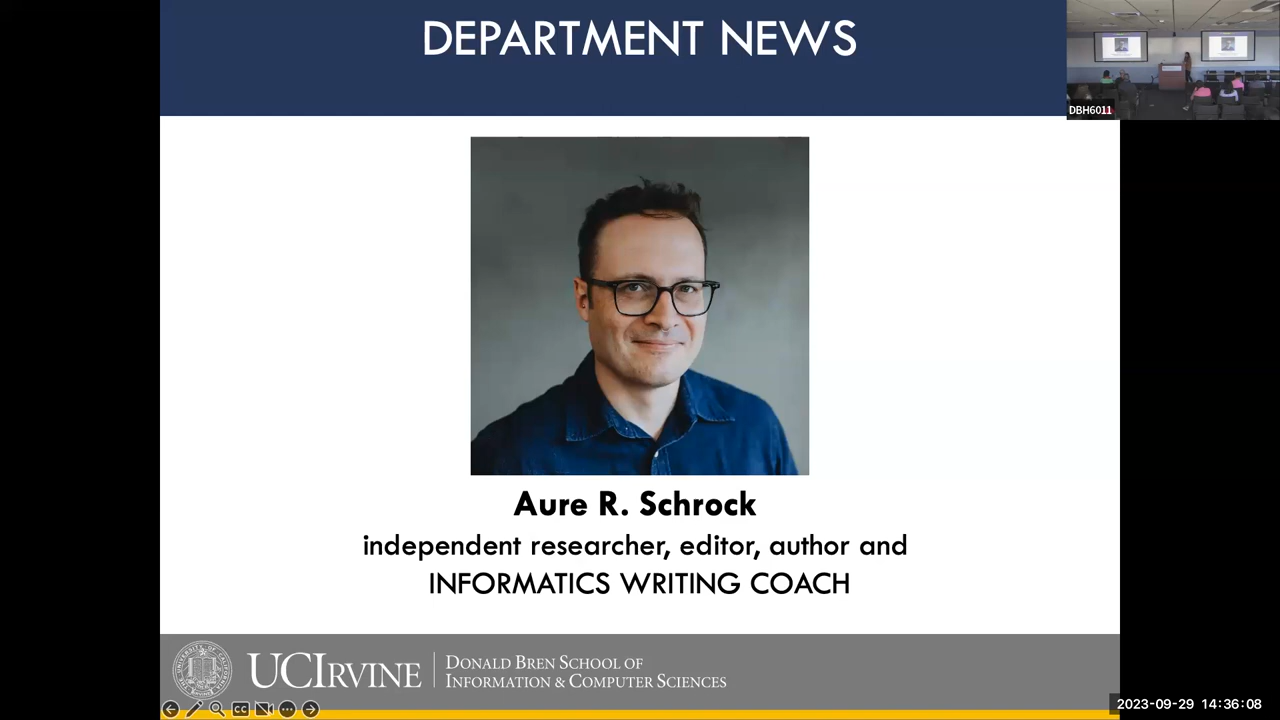 DEPARTMENT NEWS
DBH6011
Aure R. Schrock
independent researcher, editor, author and
INFORMATICS WRITING COACH
UCIRVINE
DONALD BREN SCHOOL OF
INFORMATION & COMPUTER SCIENCES
CC
2023-09-29 14:36:08